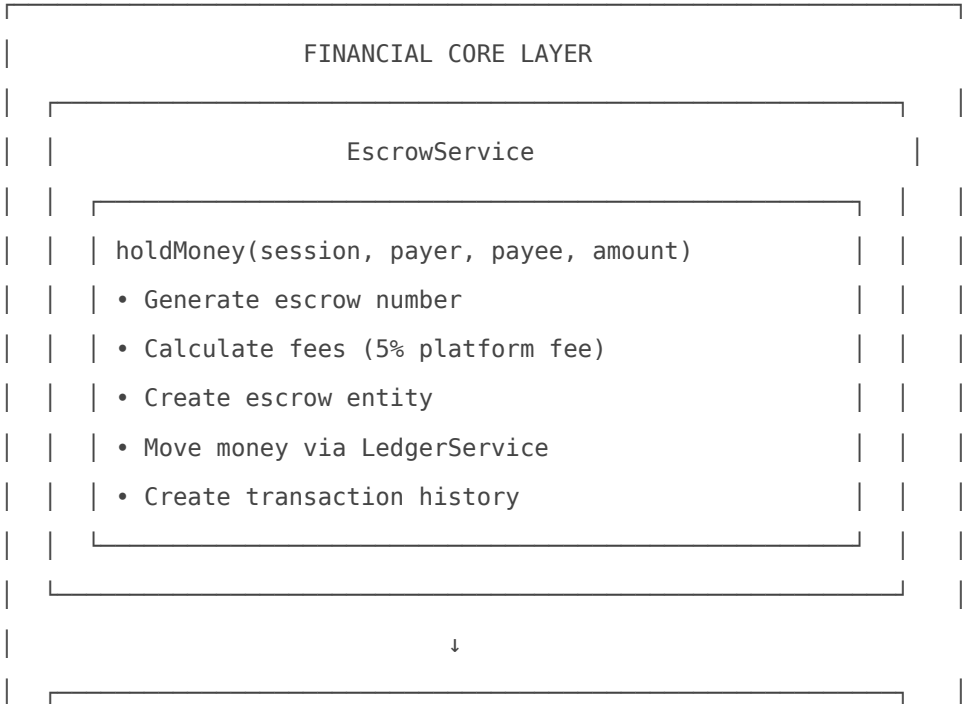 FINANCIAL CORE LAYER
EscrowService
holdMoney(session, payer, payee, amount)
• Generate escrow number
• Calculate fees (5% platform fee)
• Create escrow entity
• Move money via LedgerService
• Create transaction history
↓